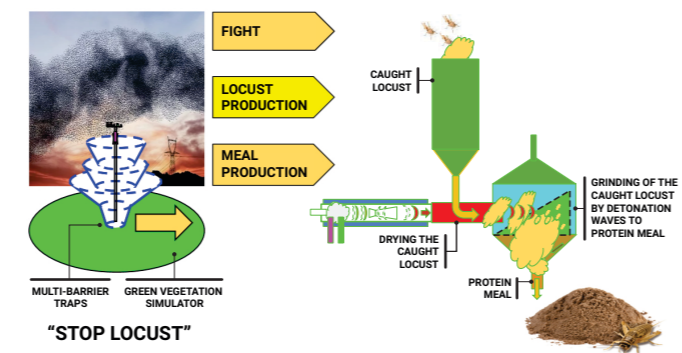 FIGHT
LOCUST
PRODUCTION
MEAL
PRODUCTION
MULTI-BARRIER
TRAPS
GREEN VEGETATION
SIMULATOR
“STOP LOCUST”
CAUGHT
LOCUST
DRYING THE
CAUGHT
LOCUST
GRINDING OF THE
CAUGHT LOCUST
BY DETONATION
WAVES TO
PROTEIN MEAL
PROTEIN
MEAL